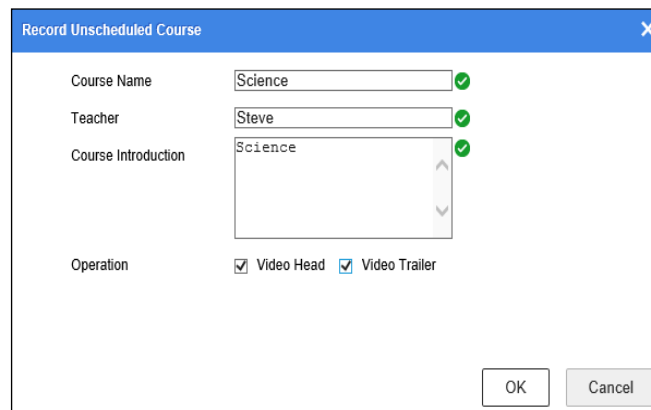 Record Unscheduled Course
Course Name Science
Teacher Steve
Course Introduction Science
Operation Video Head Video Trailer
OK Cancel